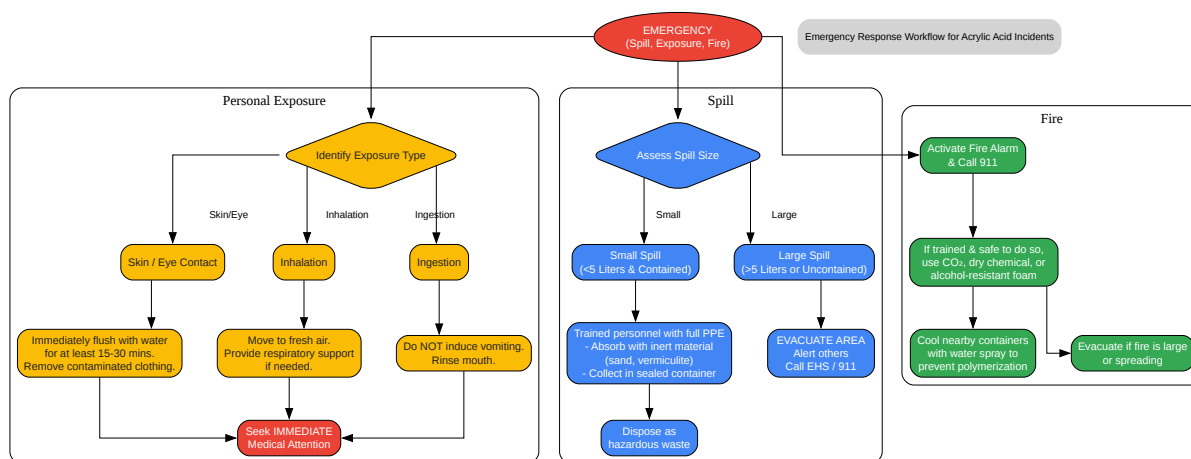 EMERGENCY
(Spill, Exposure, Fire)
Emergency Response Workflow for Acrylic Acid Incidents
Personal Exposure
Identify Exposure Type
Skin/Eye
Inhalation
Ingestion
Skin / Eye Contact
Inhalation
Ingestion
Immediately flush with water
for at least 15-30 mins.
Remove contaminated clothing.
Move to fresh air.
Provide respiratory support
if needed.
Do NOT induce vomiting.
Rinse mouth.
Seek IMMEDIATE
Medical Attention
Spill
Assess Spill Size
Small
Large
Small Spill
(<5 Liters & Contained)
Large Spill
(>5 Liters or Uncontained)
Trained personnel with full PPE
- Absorb with inert material
(sand, vermiculite)
- Collect in sealed container
EVACUATE AREA
Alert others
Call EHS / 911
Dispose as
hazardous waste
Fire
Activate Fire Alarm
& Call 911
If trained & safe to do so,
use CO₂, dry chemical, or
alcohol-resistant foam
Cool nearby containers
with water spray to
prevent polymerization
Evacuate if fire is large
or spreading